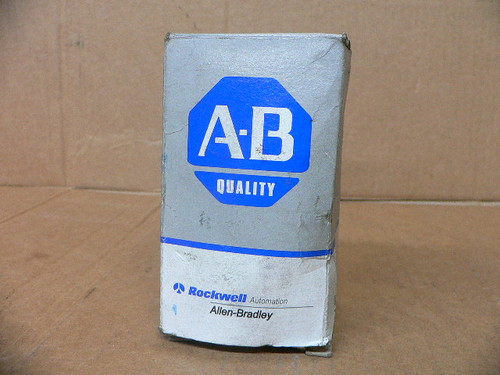 A-B
QUALITY
Rockwell Automation
Allen-Bradley